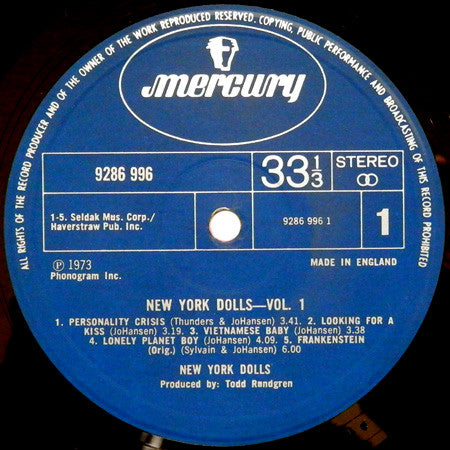 ALL RIGHTS OF THE RECORD PRODUCER AND OF THE OWNER OF THE WORK REPRODUCED RESERVED. COPYING, PUBLIC PERFORMANCE AND BROADCASTING OF THIS RECORD PROHIBITED
mercury
9286 996
33 1/3
STEREO
1-5. Seldak Mus. Corp./
Haverstraw Pub. Inc.
9286 996 1
1
Ⓟ 1973
Phonogram Inc.
MADE IN ENGLAND
NEW YORK DOLLS—VOL. 1
1. PERSONALITY CRISIS (Thunders & JoHansen) 3.41. 2. LOOKING FOR A
KISS (JoHansen) 3.19. 3. VIETNAMESE BABY (JoHansen) 3.38
4. LONELY PLANET BOY (JoHansen) 4.09. 5. FRANKENSTEIN
(Orig.) (Sylvain & JoHansen) 6.00
NEW YORK DOLLS
Produced by: Todd Rundgren